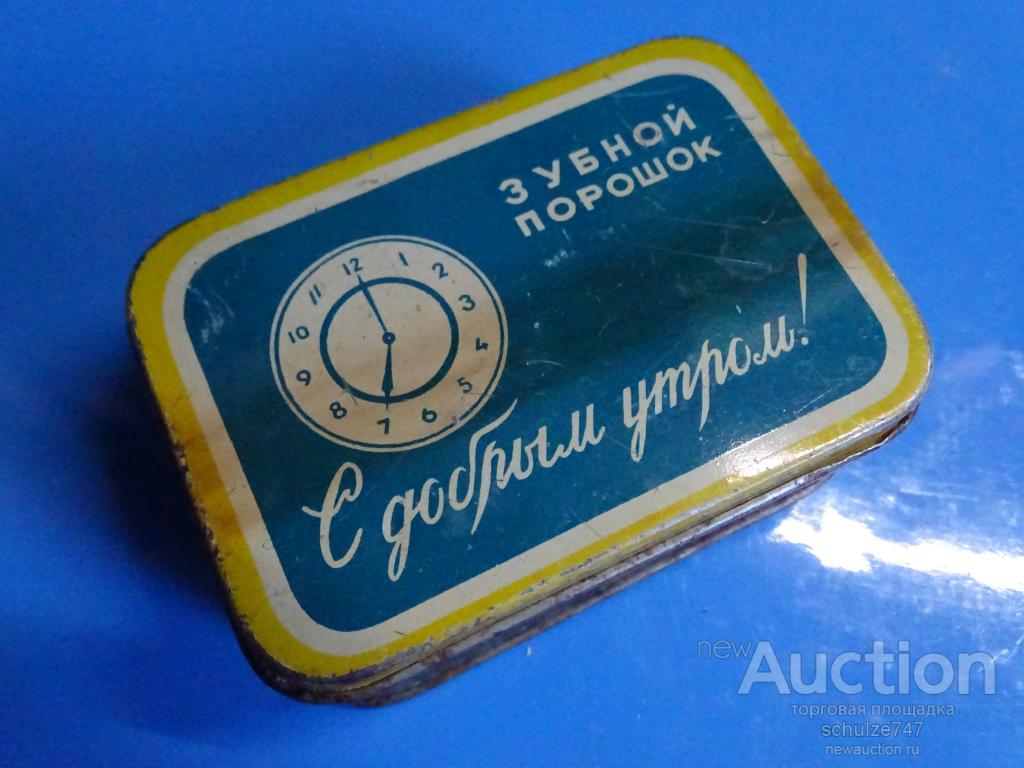 ЗУБНОЙ
ПОРОШОК
12
1
2
3
4
5
6
7
8
9
10
11
С добрым утром!
newAuction
торговая площадка
schulze747
newauction.ru